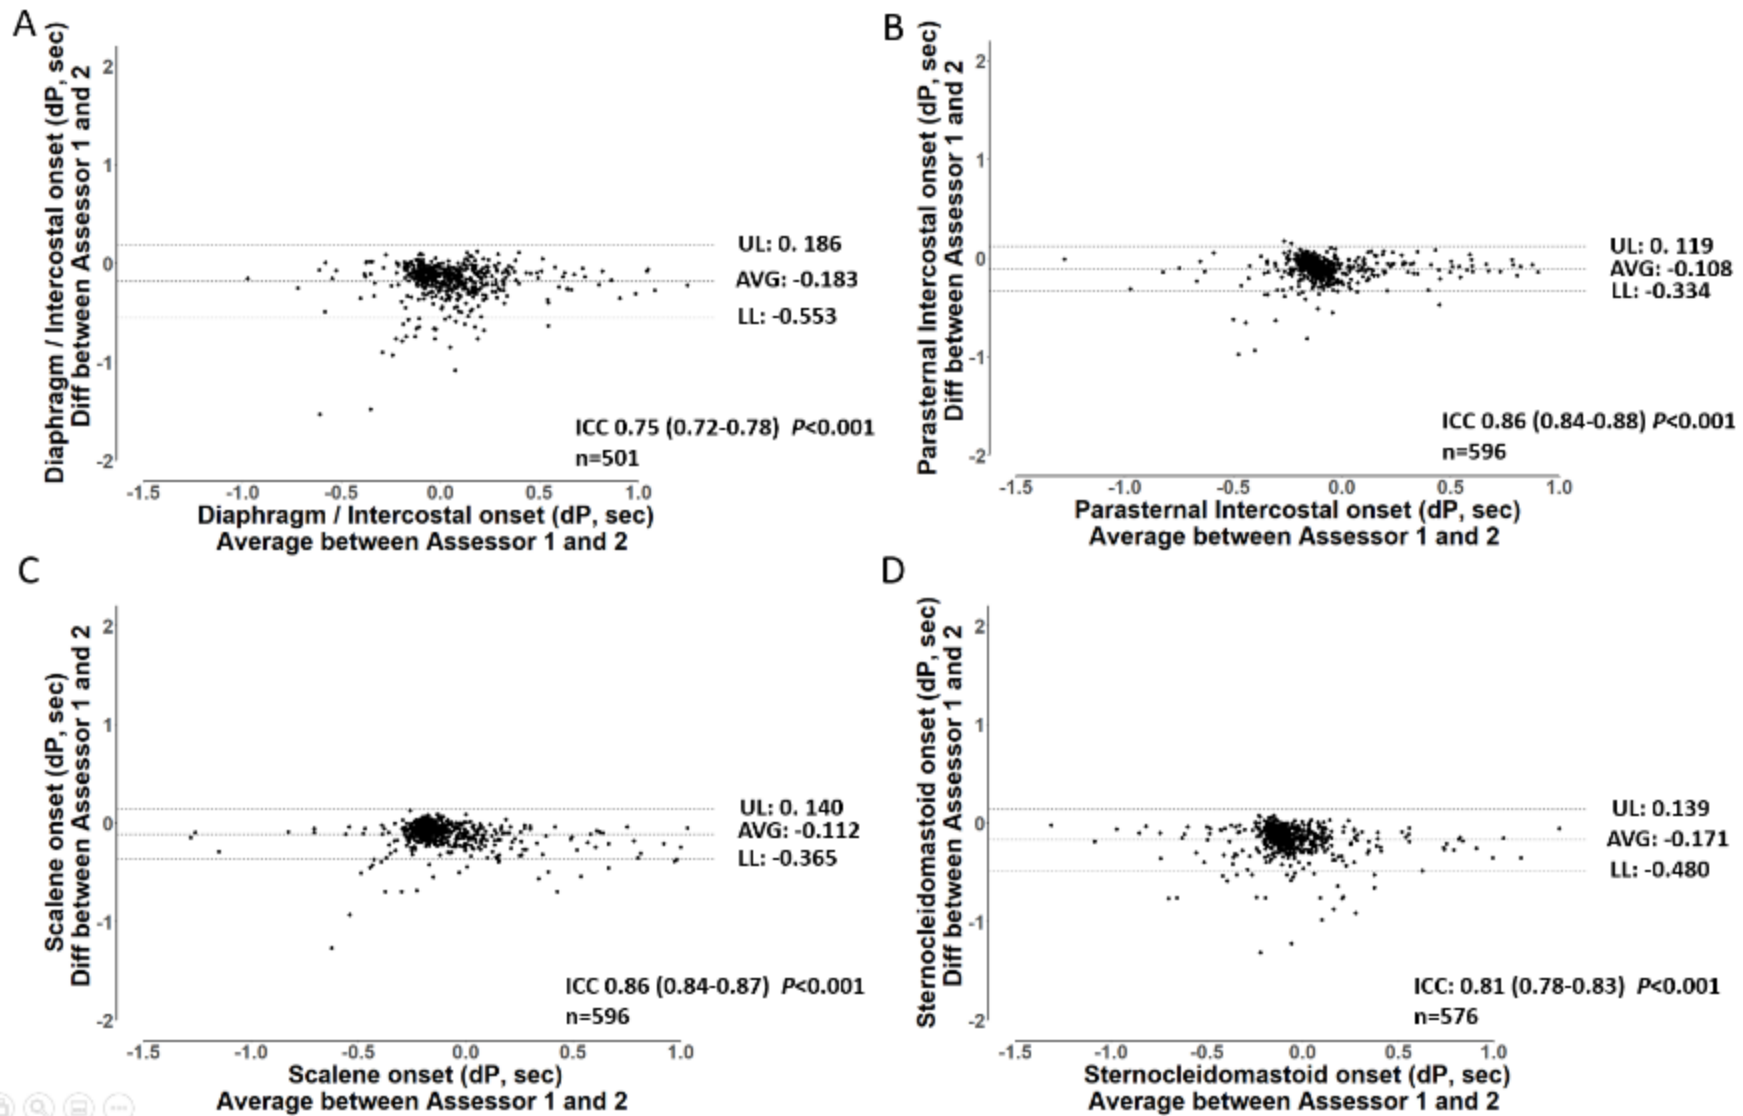 A
Diaphragm / Intercostal onset (dP, sec)
Diff between Assessor 1 and 2
2
1
0
-1
-2
UL: 0. 186
AVG: -0.183
LL: -0.553
ICC 0.75 (0.72-0.78) P<0.001
n=501
-1.5 -1.0 -0.5 0.0 0.5 1.0
Diaphragm / Intercostal onset (dP, sec)
Average between Assessor 1 and 2
B
Parasternal Intercostal onset (dP, sec)
Diff between Assessor 1 and 2
2
1
0
-1
-2
UL: 0. 119
AVG: -0.108
LL: -0.334
ICC 0.86 (0.84-0.88) P<0.001
n=596
-1.5 -1.0 -0.5 0.0 0.5 1.0
Parasternal Intercostal onset (dP, sec)
Average between Assessor 1 and 2
C
Scalene onset (dP, sec)
Diff between Assessor 1 and 2
2
1
0
-1
-2
UL: 0. 140
AVG: -0.112
LL: -0.365
ICC 0.86 (0.84-0.87) P<0.001
n=596
-1.5 -1.0 -0.5 0.0 0.5 1.0
Scalene onset (dP, sec)
Average between Assessor 1 and 2
D
Sternocleidomastoid onset (dP, sec)
Diff between Assessor 1 and 2
2
1
0
-1
-2
UL: 0.139
AVG: -0.171
LL: -0.480
ICC: 0.81 (0.78-0.83) P<0.001
n=576
-1.5 -1.0 -0.5 0.0 0.5 1.0
Sternocleidomastoid onset (dP, sec)
Average between Assessor 1 and 2